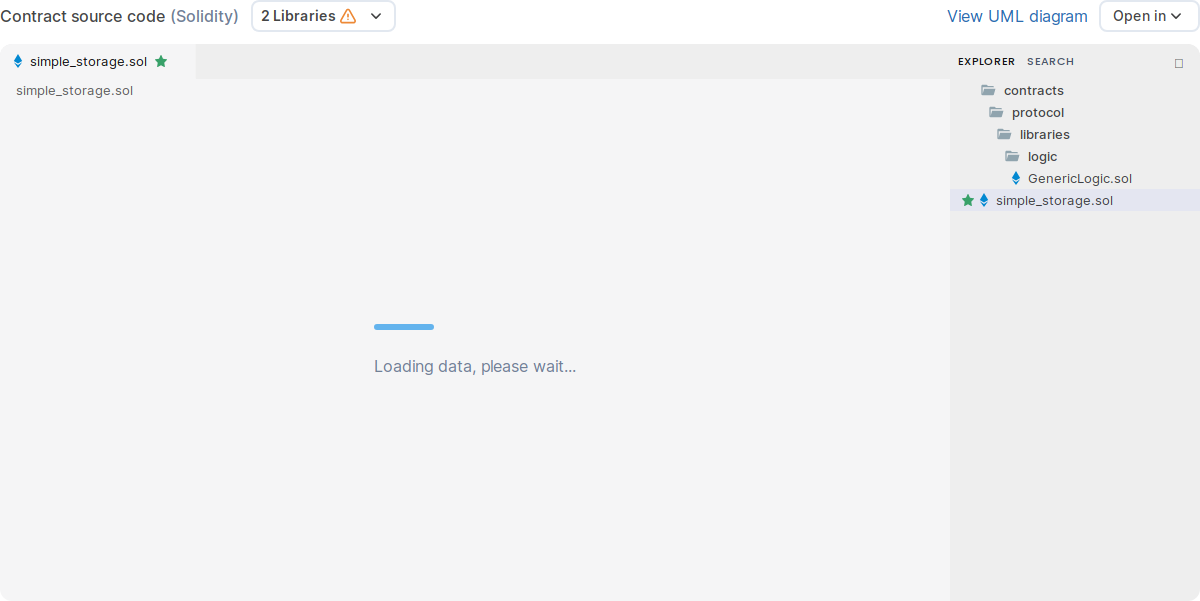 Contract source code (Solidity)
2 Libraries
View UML diagram
Open in
simple_storage.sol
EXPLORER
SEARCH
simple_storage.sol
contracts
protocol
libraries
logic
GenericLogic.sol
simple_storage.sol
Loading data, please wait...